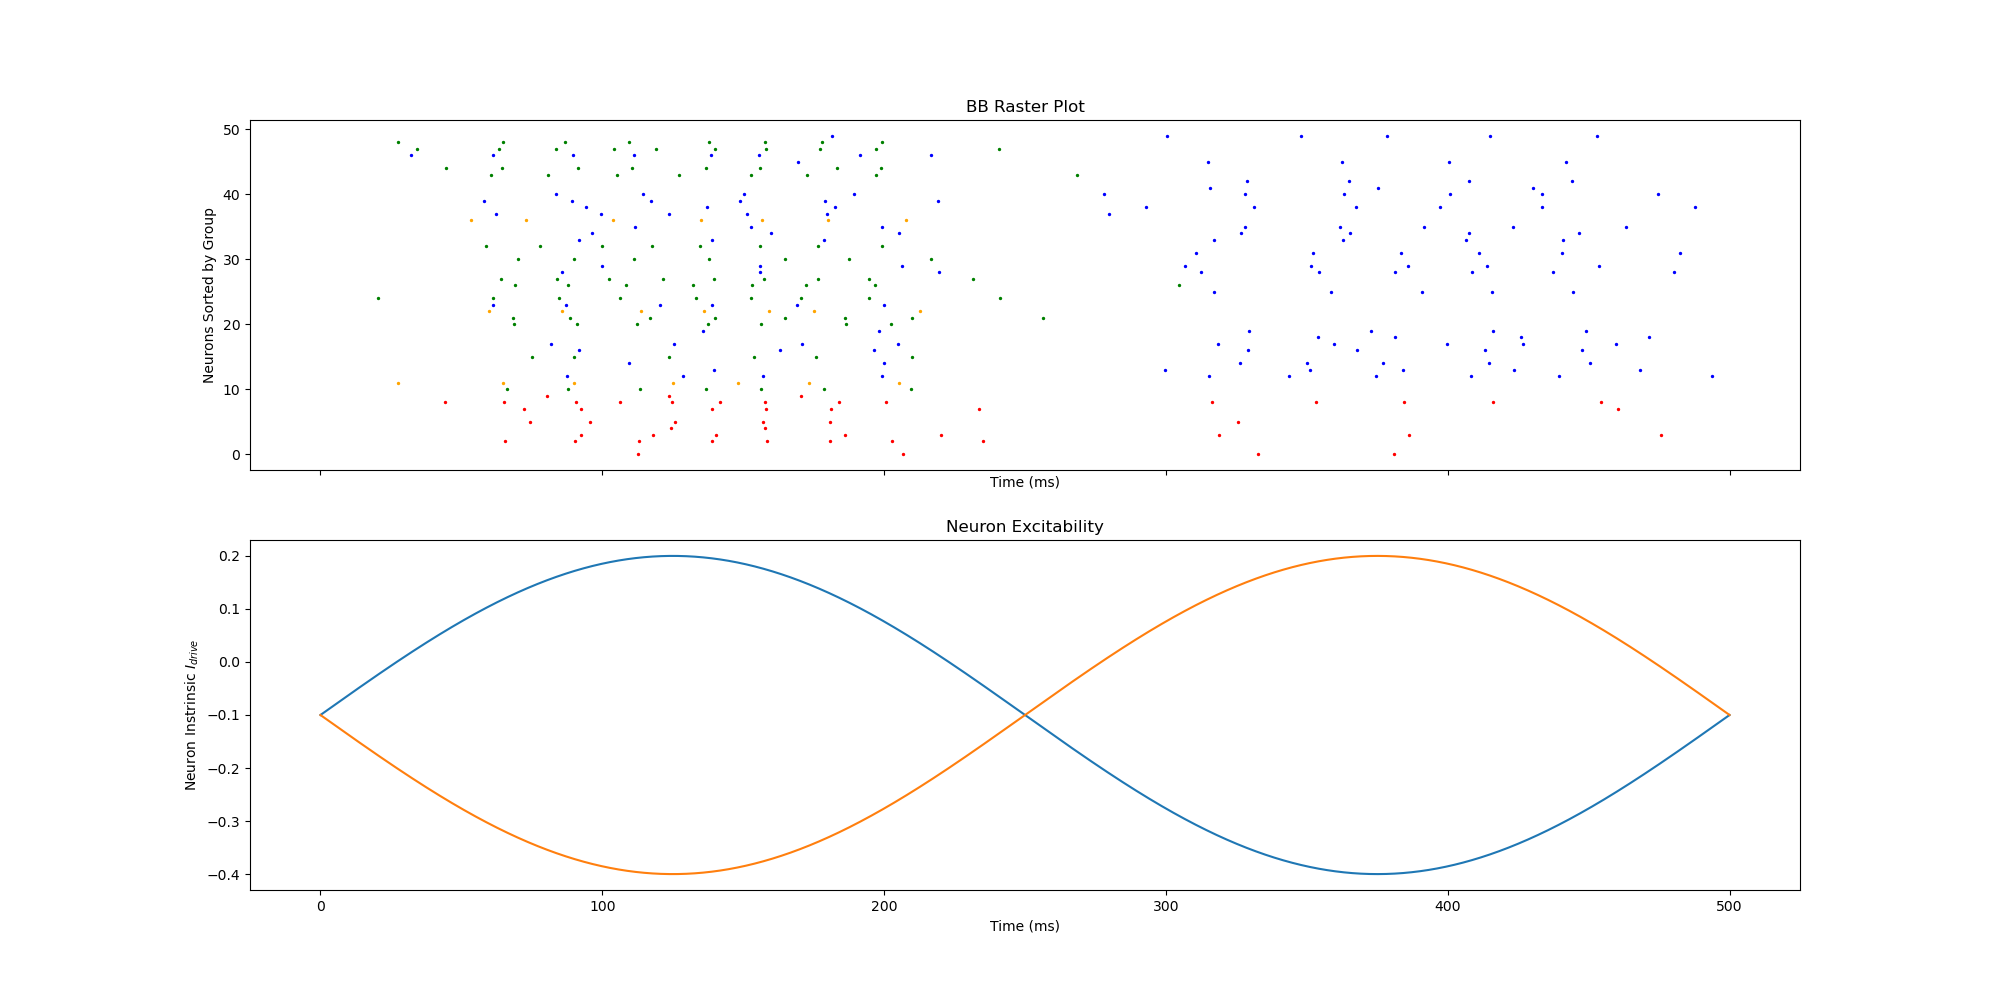 BB Raster Plot
50
40
30
20
10
0
Neurons Sorted by Group
Time (ms)
Neuron Excitability
0.2
0.1
0.0
−0.1
−0.2
−0.3
−0.4
Neuron Instrinsic I_drive
0 100 200 300 400 500
Time (ms)